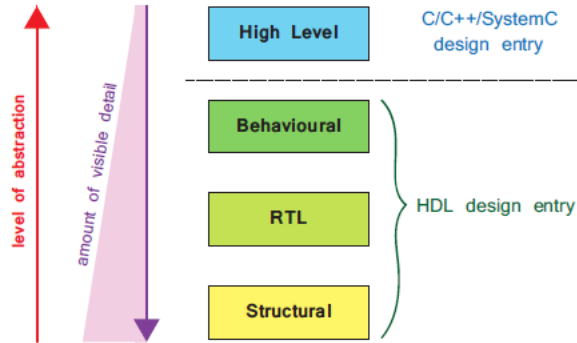 High Level
C/C++/SystemC
design entry
level of abstraction
amount of visible detail
Behavioural
RTL
HDL design entry
Structural